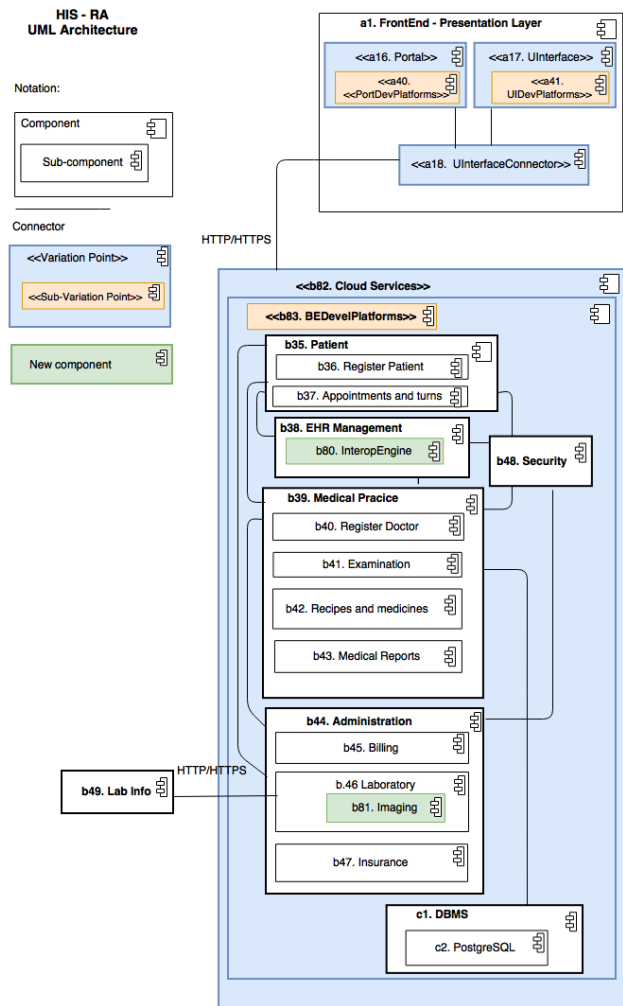 HIS - RA
UML Architecture
Notation:
Component
Sub-component
Connector
<<Variation Point>>
<<Sub-Variation Point>>
New component
a1. FrontEnd - Presentation Layer
<<a16. Portal>>
<<a40.
<<PortDevPlatforms>>
<<a17. UInterface>>
<<a41.
UIDevPlatforms>>
<<a18. UInterfaceConnector>>
HTTP/HTTPS
<<b82. Cloud Services>>
<<b83. BEDevelPlatforms>>
b35. Patient
b36. Register Patient
b37. Appointments and turns
b38. EHR Management
b80. InteropEngine
b48. Security
b39. Medical Pracice
b40. Register Doctor
b41. Examination
b42. Recipes and medicines
b43. Medical Reports
b44. Administration
b45. Billing
HTTP/HTTPS
b49. Lab Info
b.46 Laboratory
b81. Imaging
b47. Insurance
c1. DBMS
c2. PostgreSQL